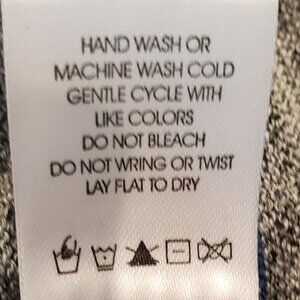 HAND WASH OR
MACHINE WASH COLD
GENTLE CYCLE WITH
LIKE COLORS
DO NOT BLEACH
DO NOT WRING OR TWIST
LAY FLAT TO DRY